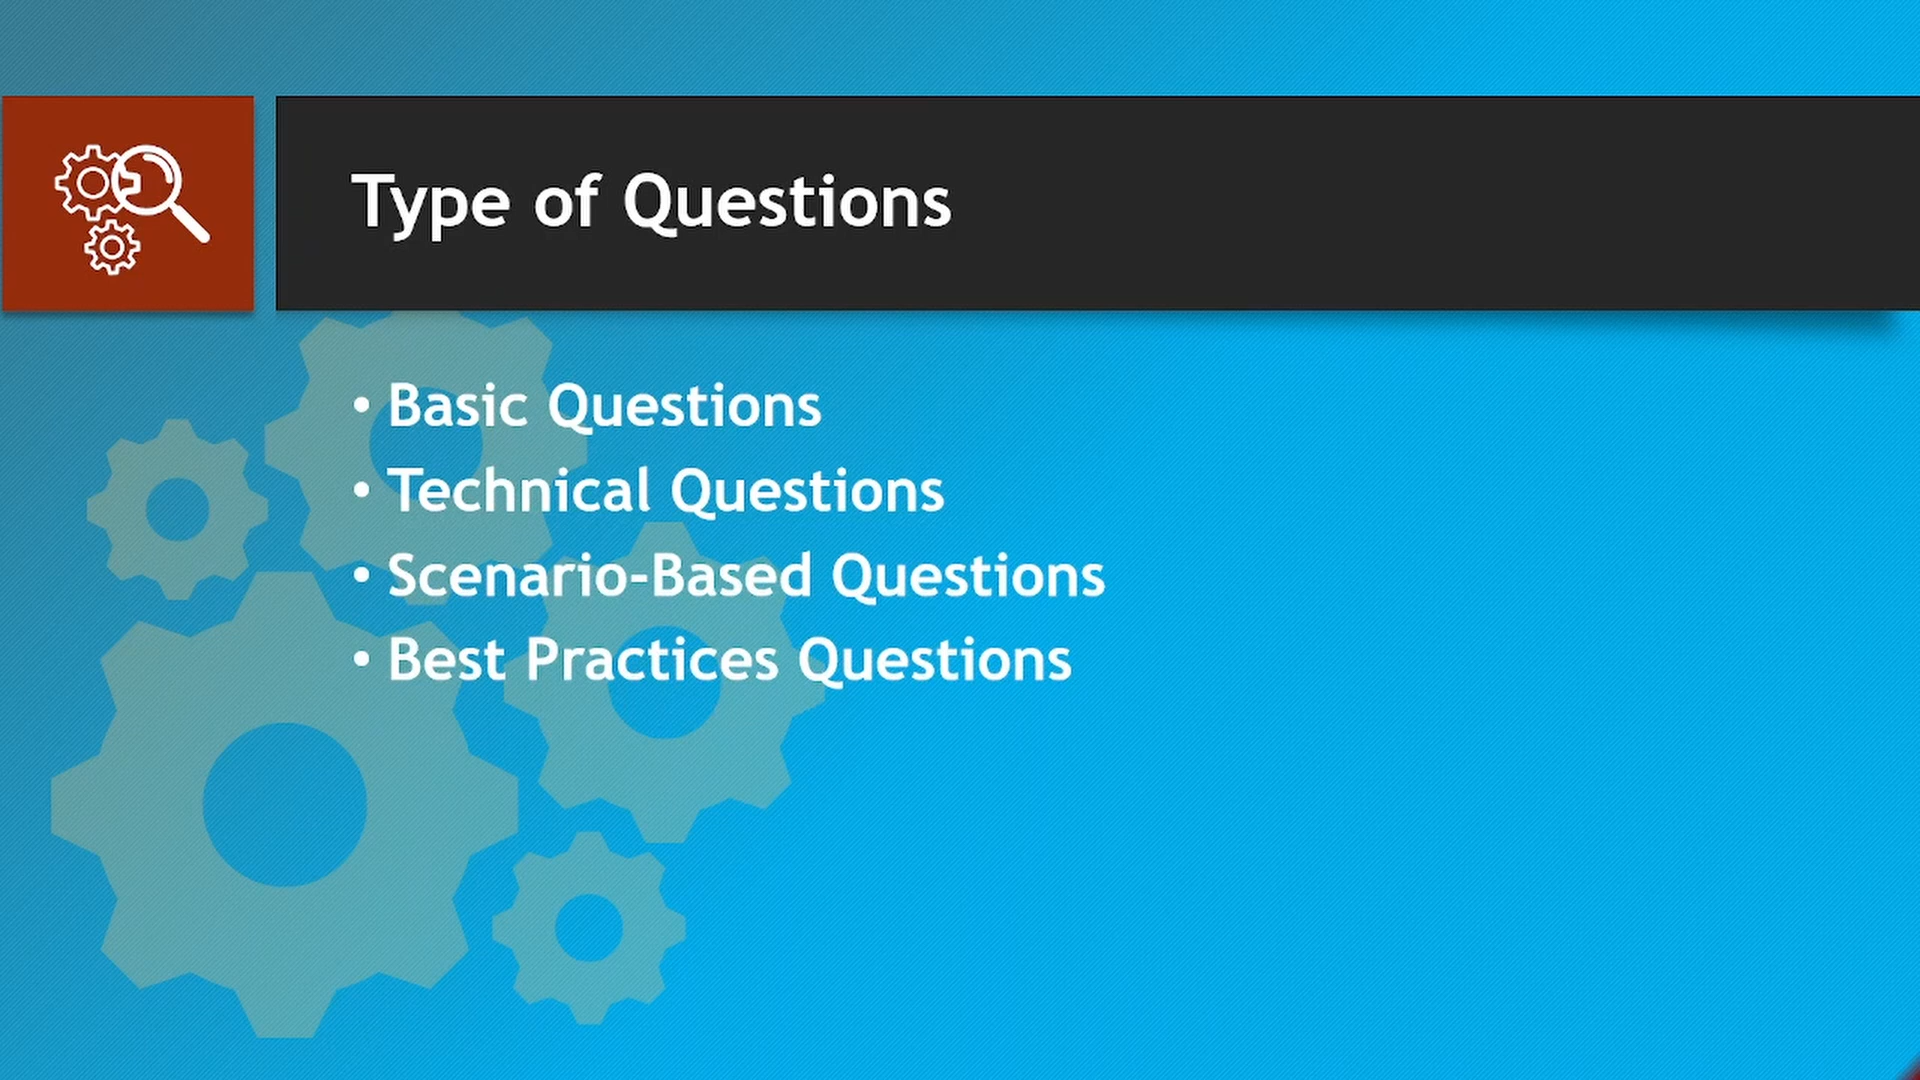 Type of Questions
• Basic Questions
• Technical Questions
• Scenario-Based Questions
• Best Practices Questions